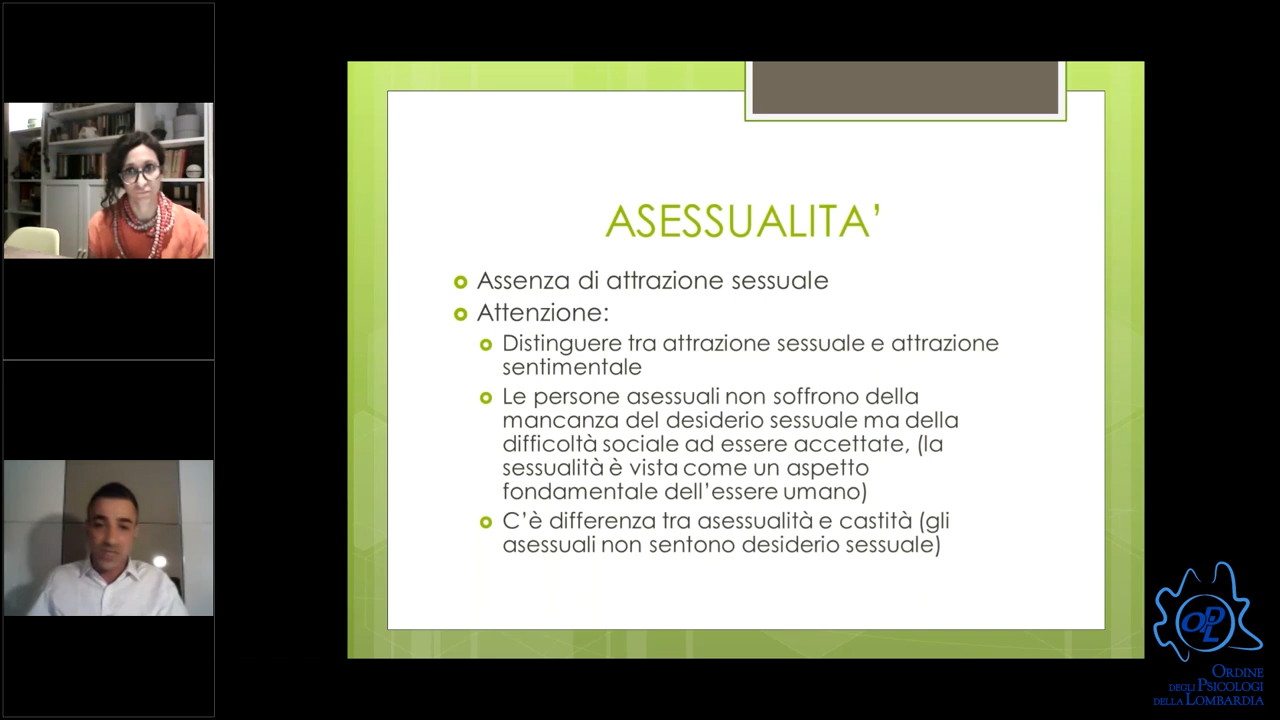 ASESSUALITA’
Assenza di attrazione sessuale
Attenzione:
Distinguere tra attrazione sessuale e attrazione
sentimentale
Le persone asessuali non soffrono della
mancanza del desiderio sessuale ma della
difficoltà sociale ad essere accettate, (la
sessualità è vista come un aspetto
fondamentale dell’essere umano)
C’è differenza tra asessualità e castità (gli
asessuali non sentono desiderio sessuale)
OPL
ORDINE
DEGLI PSICOLOGI
DELLA LOMBARDIA